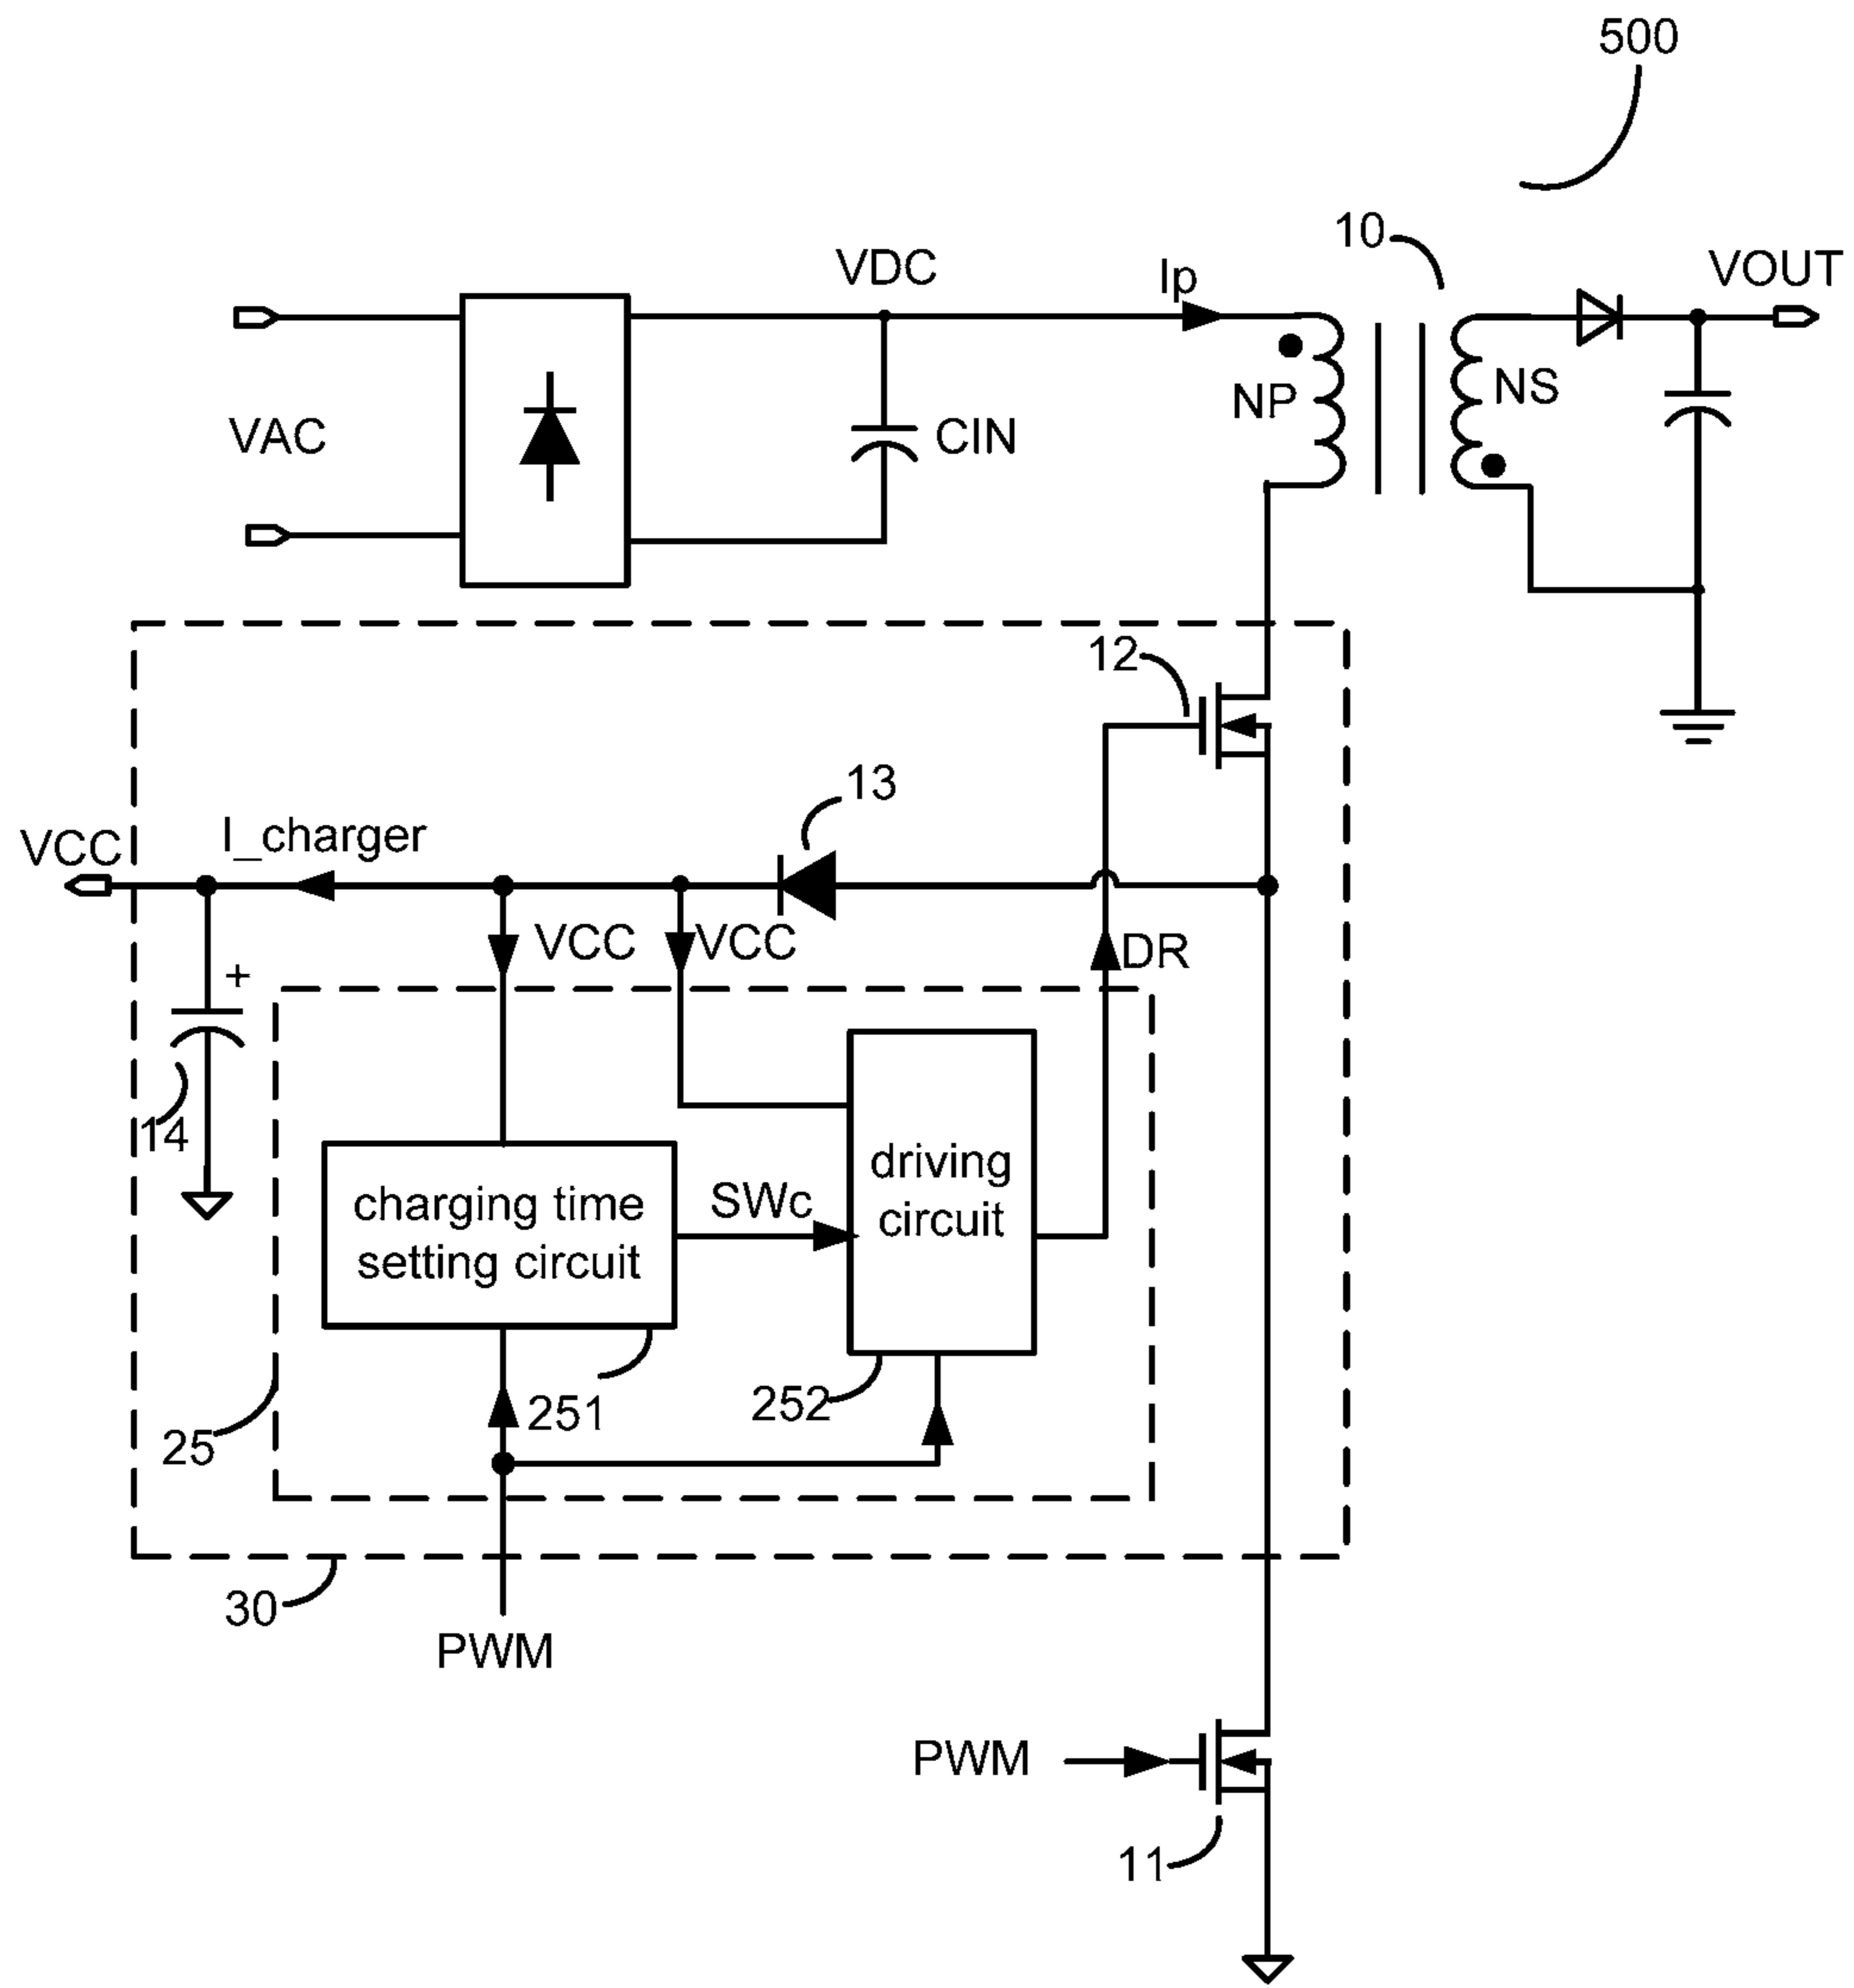 500
10
VDC
Ip
VOUT
NP
NS
VAC
CIN
12
13
VCC
I_charger
VCC
VCC
DR
+
14
driving
circuit
charging time
setting circuit
SWc
251
252
25
30
PWM
PWM
11